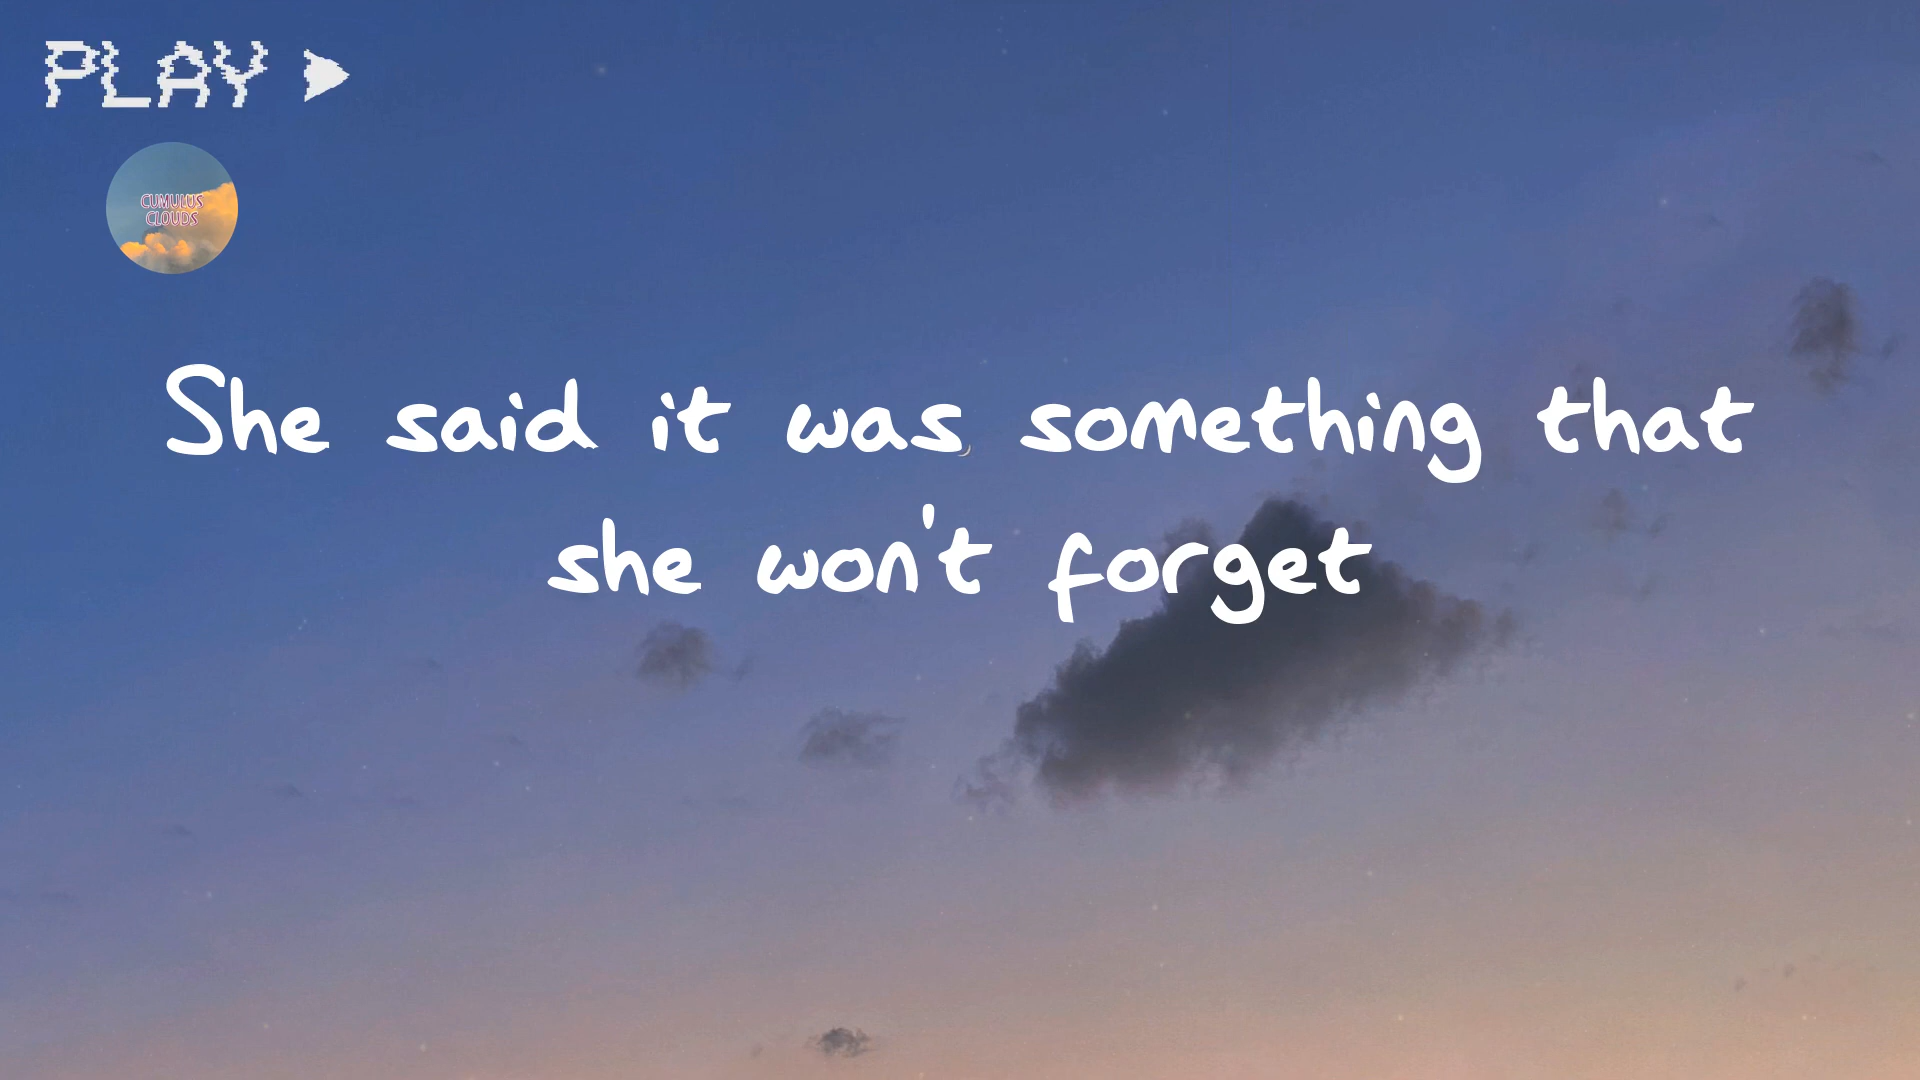 PLAY
CUMULUS
CLOUDS
She said it was something that
she won't forget